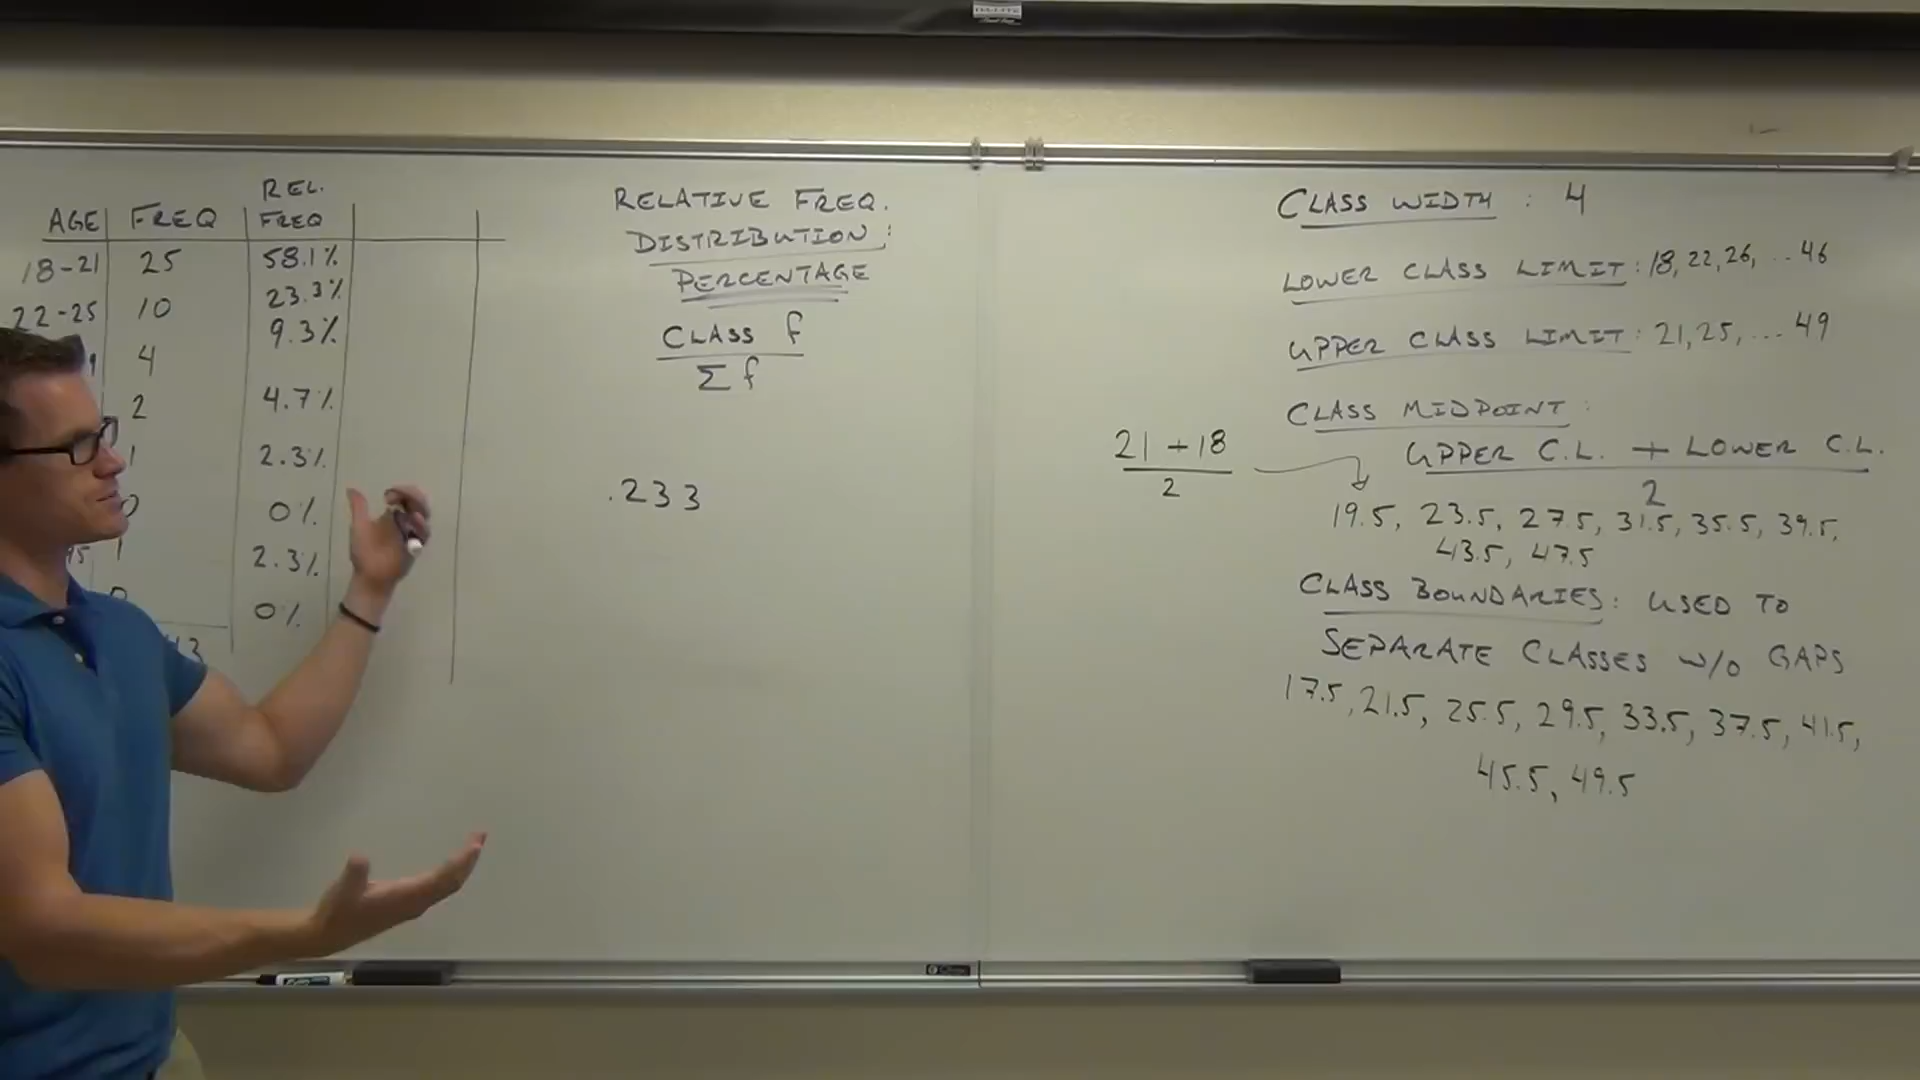 REL.
AGE FREQ FREQ
18-21 25 58.1%
22-25 10 23.3%
9.3%
4
2 4.7%
1 2.3%
0 0%
1 2.3%
0 0%
RELATIVE FREQ.
DISTRIBUTION:
PERCENTAGE
CLASS f
Σ f
.233
CLASS WIDTH : 4
LOWER CLASS LIMIT: 18, 22, 26, ... 46
UPPER CLASS LIMIT: 21, 25, ... 49
CLASS MIDPOINT:
UPPER C.L. + LOWER C.L.
2
21 + 18
2
19.5, 23.5, 27.5, 31.5, 35.5, 39.5,
43.5, 47.5
CLASS BOUNDARIES: USED TO
SEPARATE CLASSES W/O GAPS
17.5, 21.5, 25.5, 29.5, 33.5, 37.5, 41.5,
45.5, 49.5